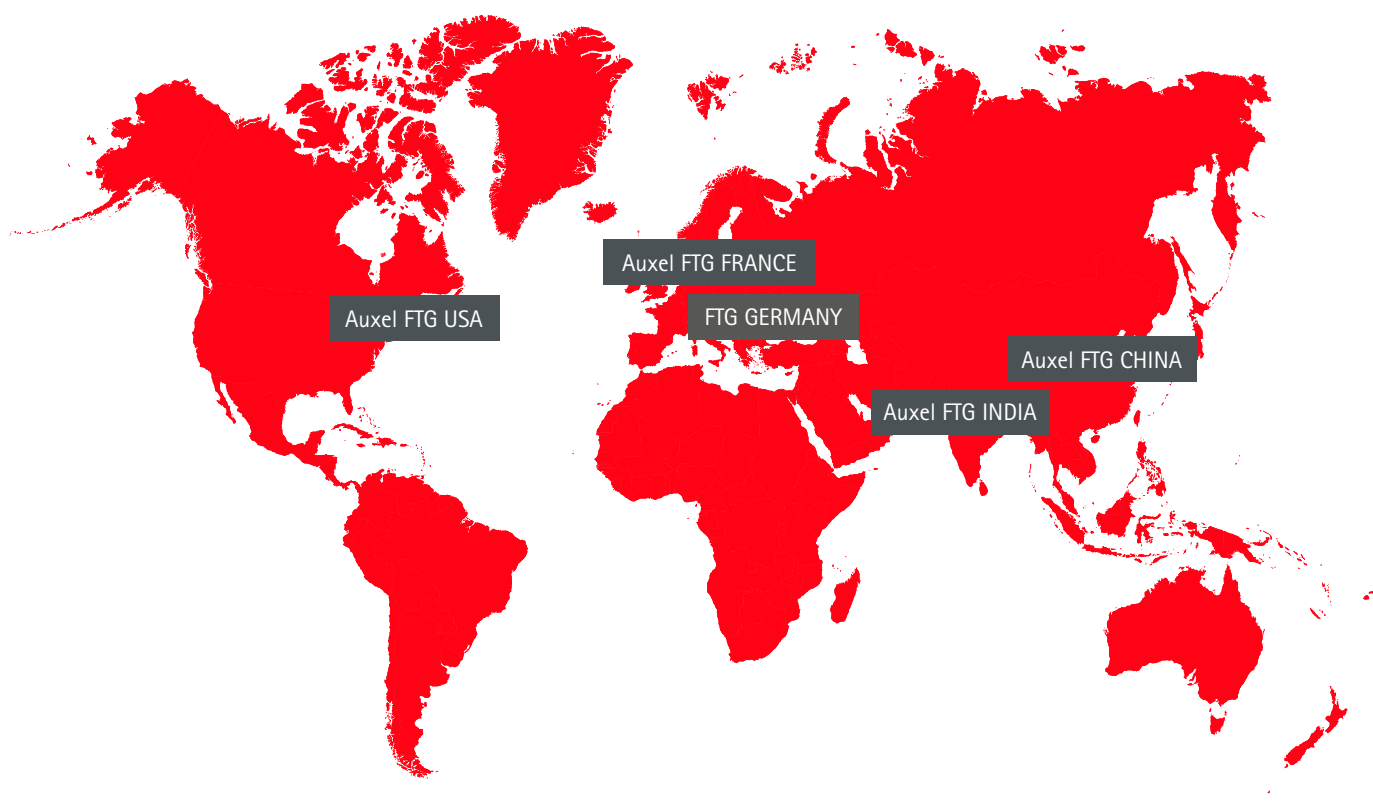 Auxel FTG FRANCE
Auxel FTG USA
FTG GERMANY
Auxel FTG CHINA
Auxel FTG INDIA